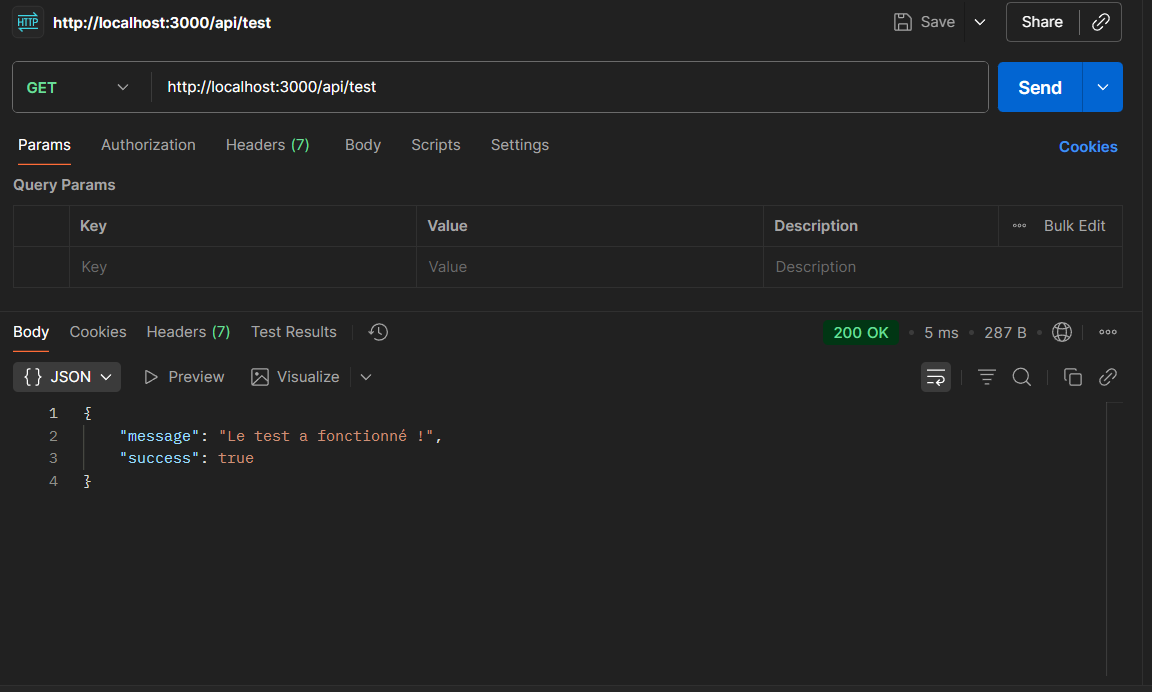 HTTP http://localhost:3000/api/test Save Share
GET http://localhost:3000/api/test Send
Params Authorization Headers (7) Body Scripts Settings Cookies
Query Params
Key Value Description Bulk Edit
Key Value Description
Body Cookies Headers (7) Test Results 200 OK • 5 ms • 287 B •
{} JSON Preview Visualize
1 {
2 "message": "Le test a fonctionné !",
3 "success": true
4 }